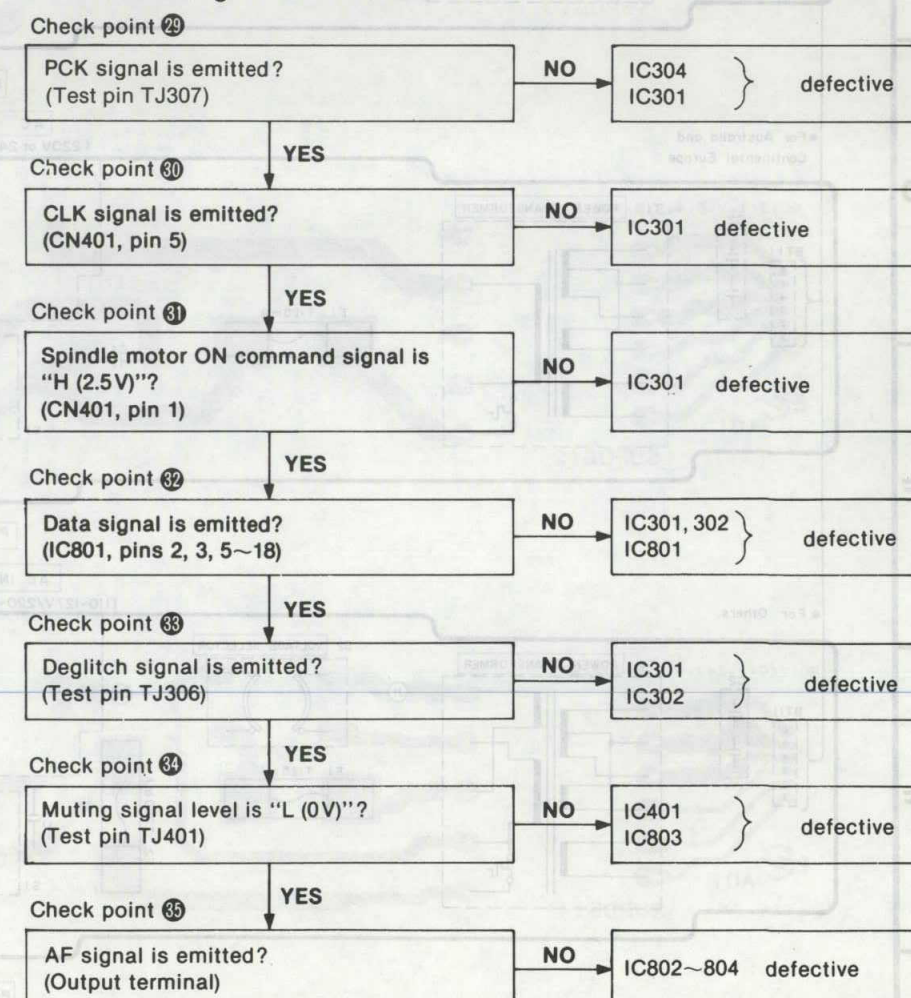 Check point ㉙
PCK signal is emitted?
(Test pin TJ307)
NO
IC304
IC301
defective
YES
Check point ㉚
CLK signal is emitted?
(CN401, pin 5)
NO
IC301 defective
YES
Check point ㉛
Spindle motor ON command signal is
“H (2.5V)”?
(CN401, pin 1)
NO
IC301 defective
YES
Check point ㉜
Data signal is emitted?
(IC801, pins 2, 3, 5~18)
NO
IC301, 302
IC801
defective
YES
Check point ㉝
Deglitch signal is emitted?
(Test pin TJ306)
NO
IC301
IC302
defective
YES
Check point ㉞
Muting signal level is “L (0V)”?
(Test pin TJ401)
NO
IC401
IC803
defective
YES
Check point ㉟
AF signal is emitted?
(Output terminal)
NO
IC802~804 defective